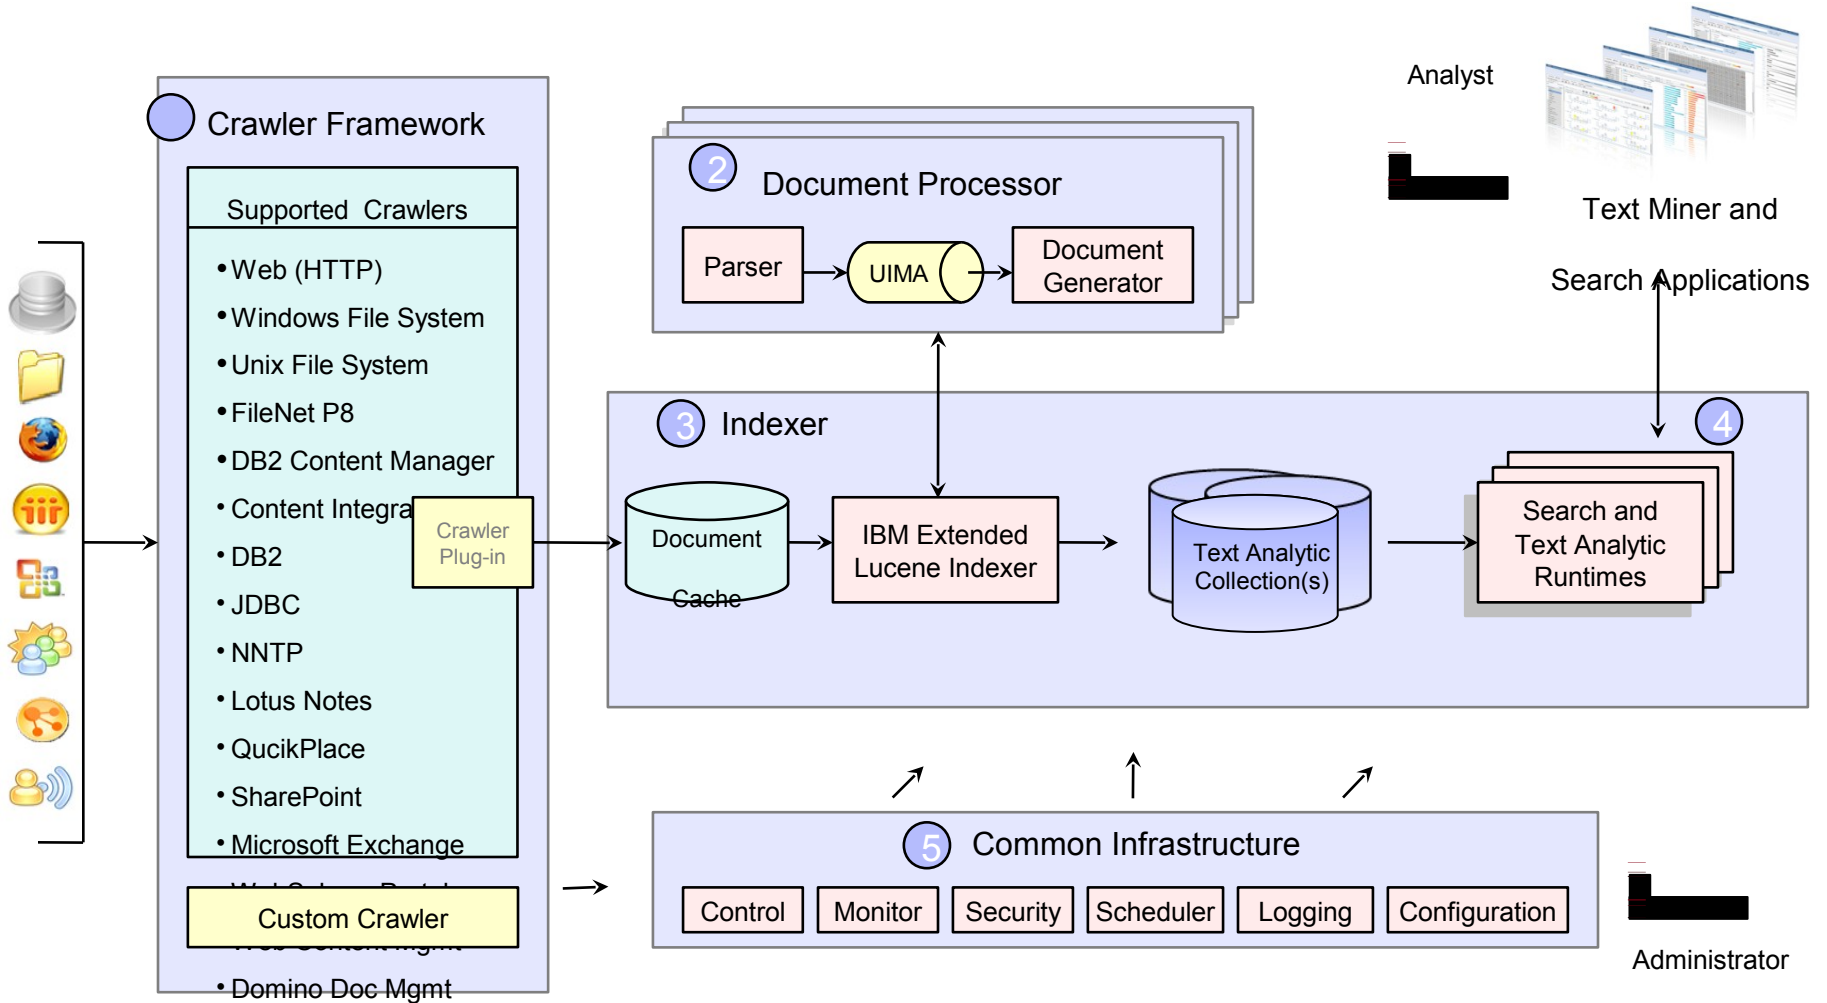 Crawler Framework
Supported Crawlers
• Web (HTTP)
• Windows File System
• Unix File System
• FileNet P8
• DB2 Content Manager
• Content Integra
• DB2
• JDBC
• NNTP
• Lotus Notes
• QucikPlace
• SharePoint
• Microsoft Exchange
Custom Crawler
• Domino Doc Mgmt
Crawler
Plug-in
2
Document Processor
Parser
UIMA
Document
Generator
3
Indexer
Document
Cache
IBM Extended
Lucene Indexer
Text Analytic
Collection(s)
4
Search and
Text Analytic
Runtimes
Analyst
Text Miner and
Search Applications
5
Common Infrastructure
Control
Monitor
Security
Scheduler
Logging
Configuration
Administrator